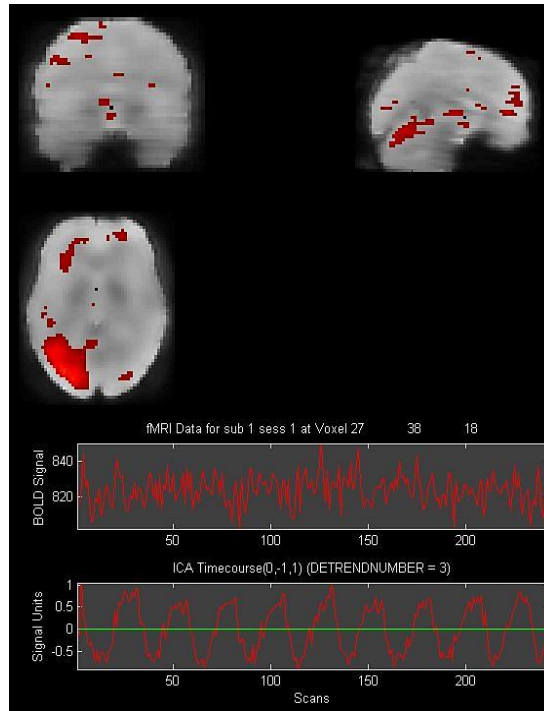 fMRI Data for sub 1 sess 1 at Voxel 27 38 18
840
820
BOLD Signal
50 100 150 200
ICA Timecourse(0,-1,1) (DETRENDNUMBER = 3)
1
0.5
0
-0.5
Signal Units
50 100 150 200
Scans